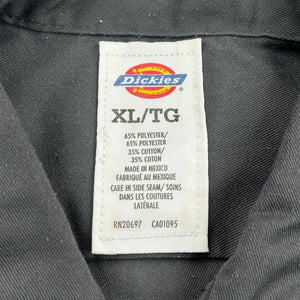 Dickies
XL/TG
65% POLYESTER/
65% POLYESTER
35% COTTON/
35% COTON
MADE IN MEXICO
FABRIQUÉ AU MEXIQUE
CARE IN SIDE SEAM/ SOINS
DANS LES COUTURES
LATÉRALE
RN20697 CA01095